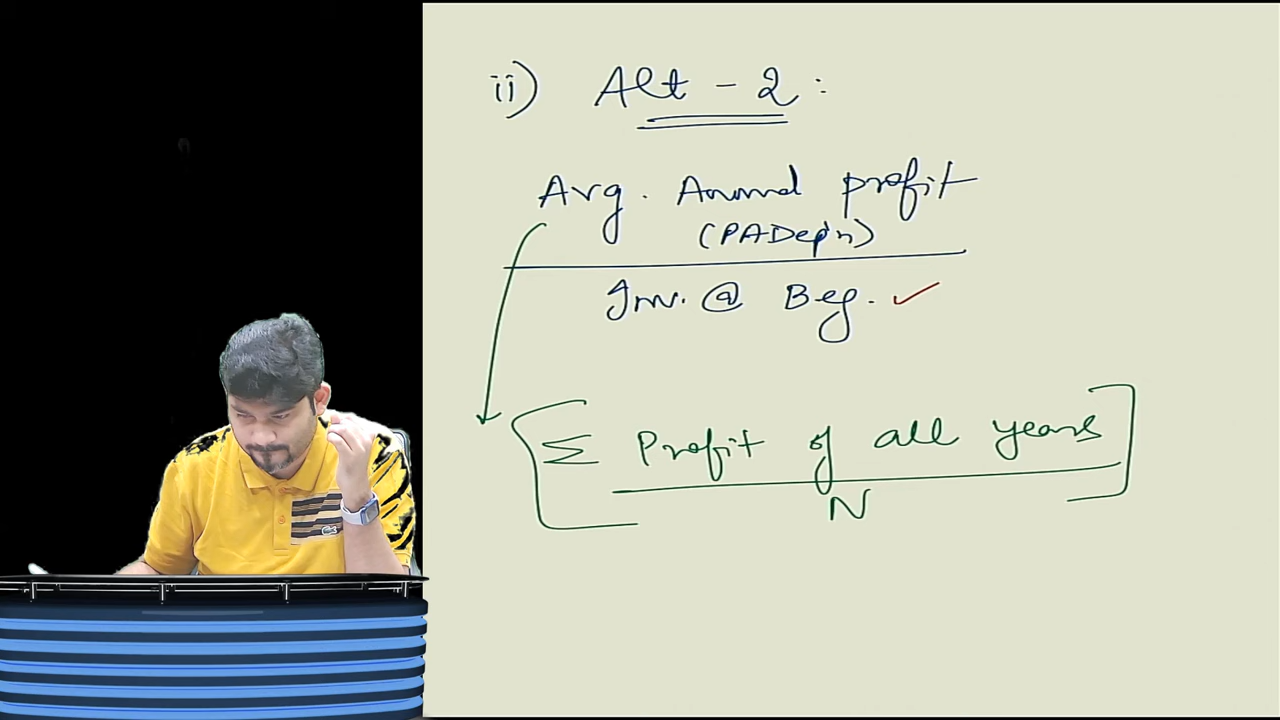 ii) Alt - 2 :
Avg. Annual profit
(PADep'n)
Inv. @ Beg. ✓
Σ Profit of all years
N